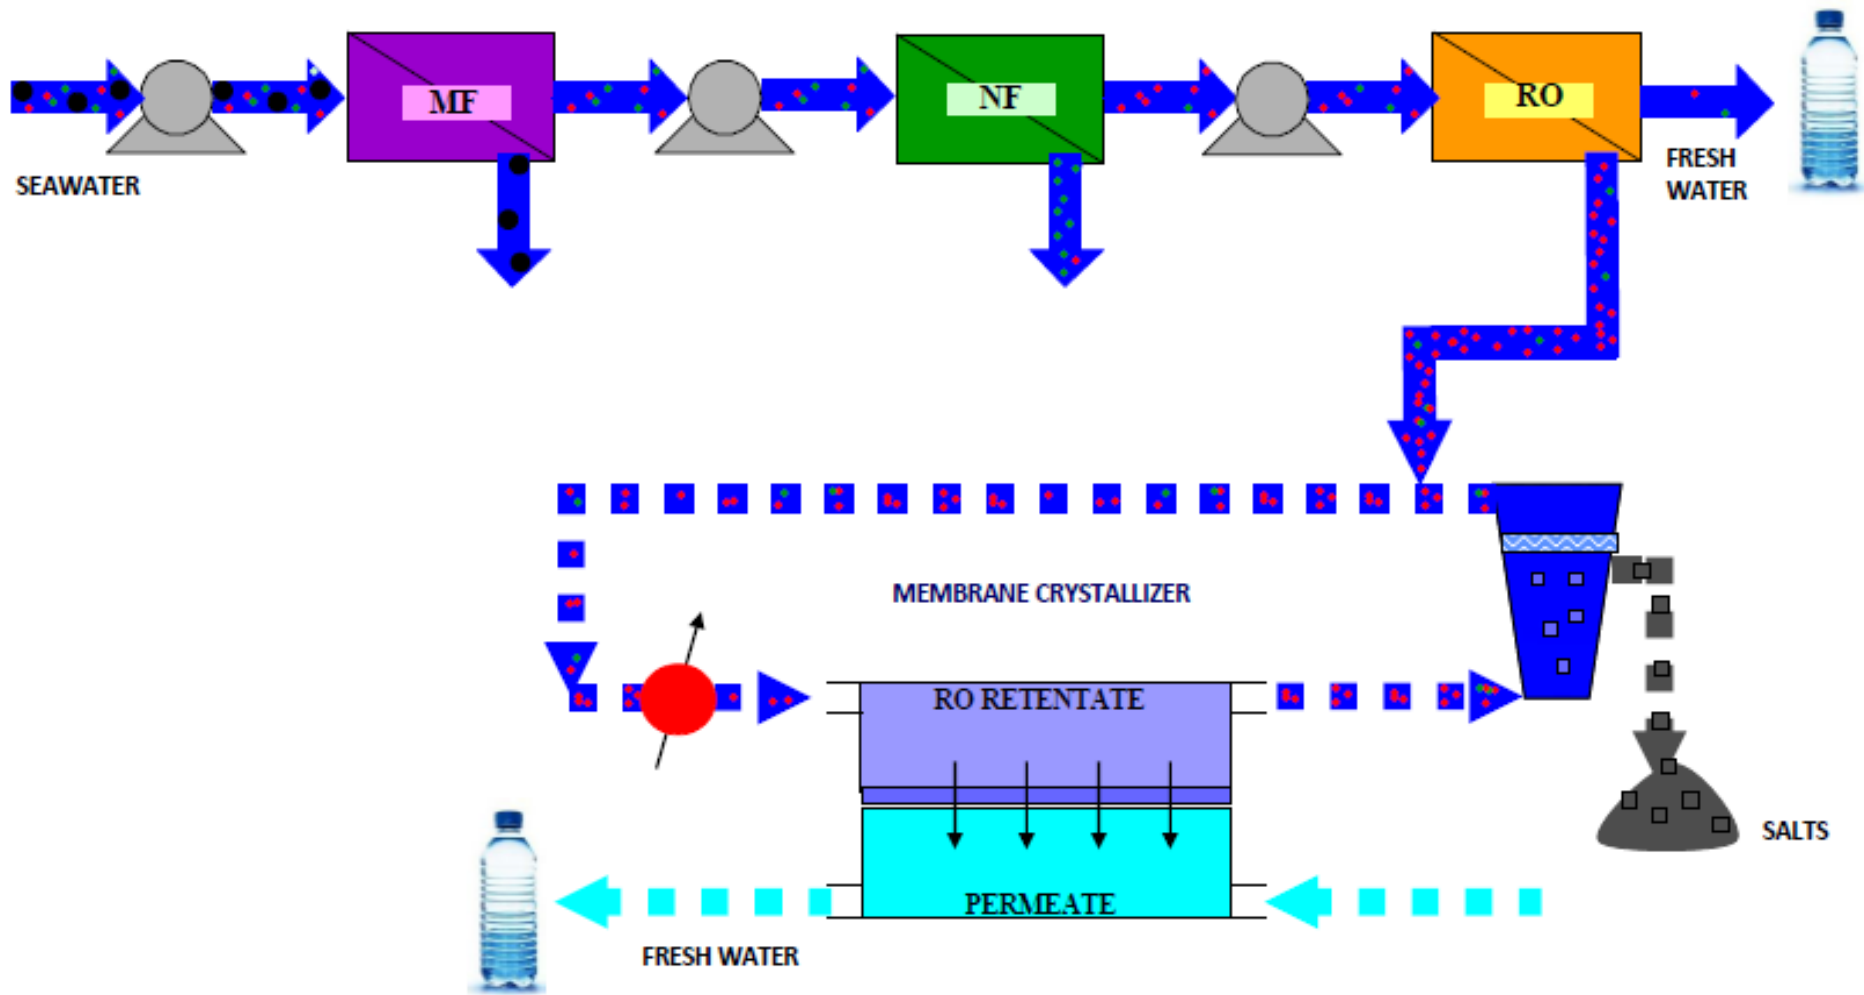 MF
NF
RO
SEAWATER
FRESH
WATER
MEMBRANE CRYSTALLIZER
RO RETENTATE
SALTS
PERMEATE
FRESH WATER